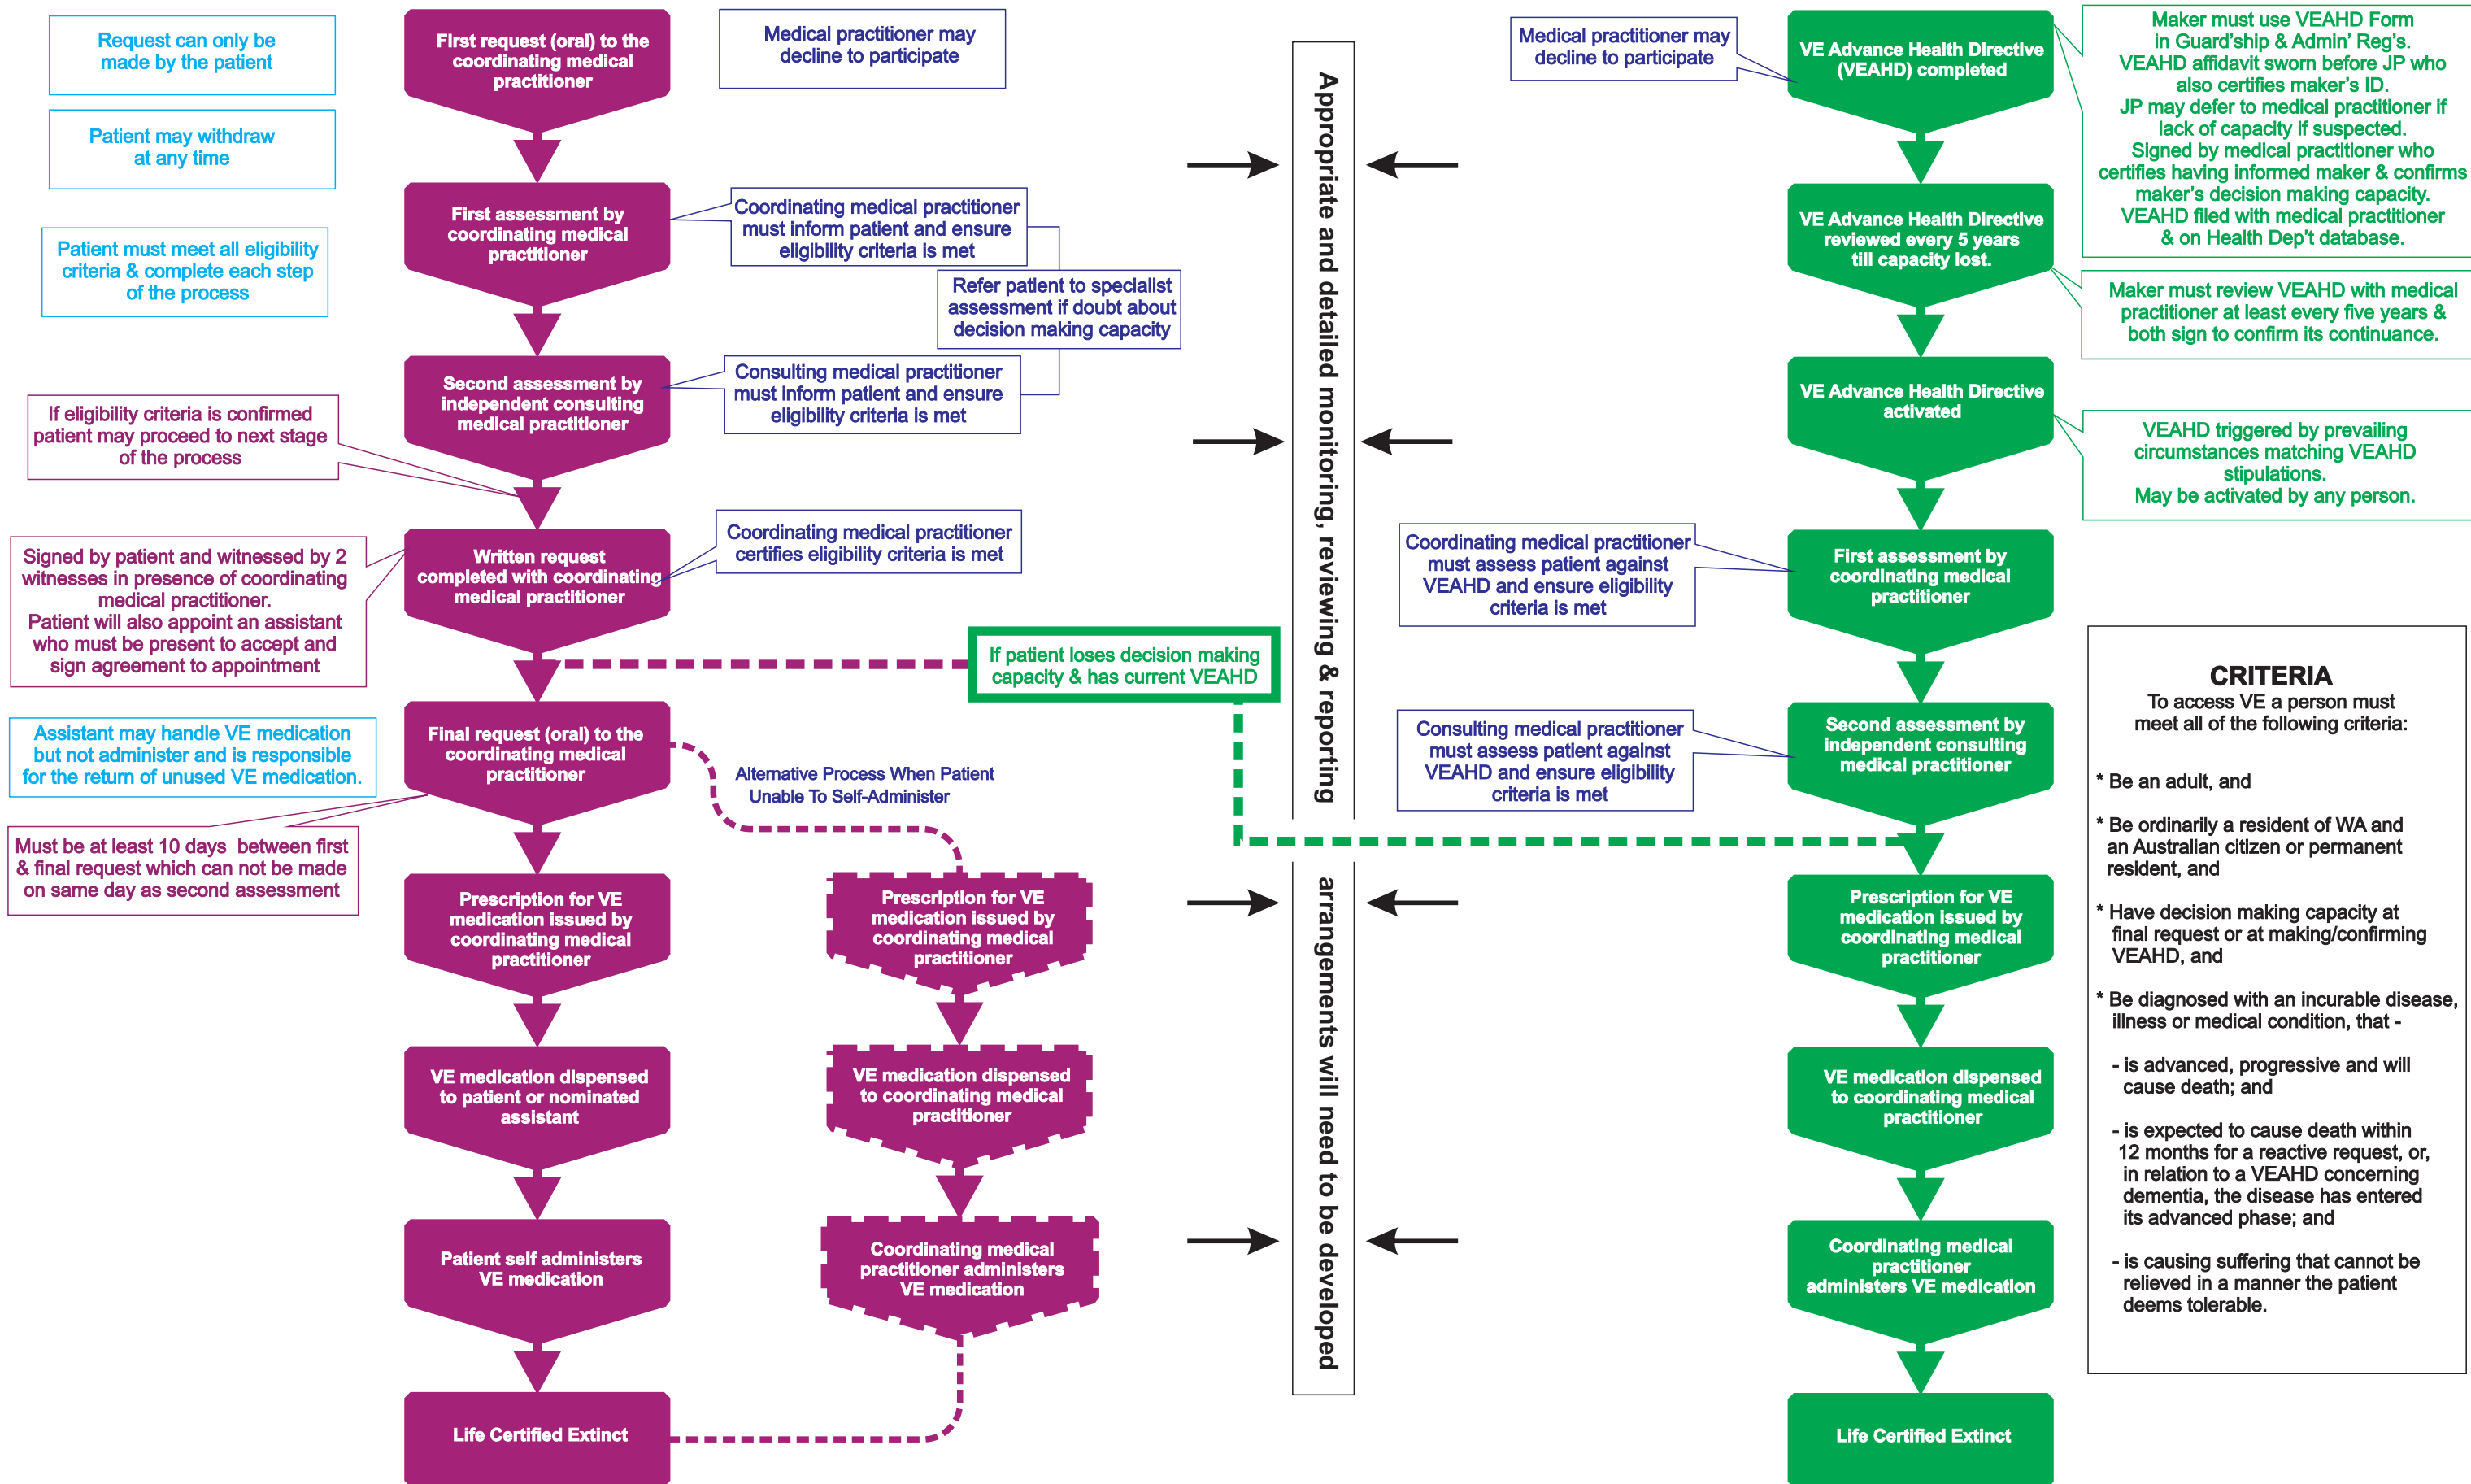 Request can only be
made by the patient
Patient may withdraw
at any time
Patient must meet all eligibility
criteria & complete each step
of the process
If eligibility criteria is confirmed
patient may proceed to next stage
of the process
Signed by patient and witnessed by 2
witnesses in presence of coordinating
medical practitioner.
Patient will also appoint an assistant
who must be present to accept and
sign agreement to appointment
Assistant may handle VE medication
but not administer and is responsible
for the return of unused VE medication.
Must be at least 10 days between first
& final request which can not be made
on same day as second assessment
First request (oral) to the
coordinating medical
practitioner
First assessment by
coordinating medical
practitioner
Second assessment by
independent consulting
medical practitioner
Written request
completed with coordinating
medical practitioner
Final request (oral) to the
coordinating medical
practitioner
Prescription for VE
medication issued by
coordinating medical
practitioner
VE medication dispensed
to patient or nominated
assistant
Patient self administers
VE medication
Life Certified Extinct
Medical practitioner may
decline to participate
Coordinating medical practitioner
must inform patient and ensure
eligibility criteria is met
Refer patient to specialist
assessment if doubt about
decision making capacity
Consulting medical practitioner
must inform patient and ensure
eligibility criteria is met
Coordinating medical practitioner
certifies eligibility criteria is met
If patient loses decision making
capacity & has current VEAHD
Alternative Process When Patient
Unable To Self-Administer
Prescription for VE
medication issued by
coordinating medical
practitioner
VE medication dispensed
to coordinating medical
practitioner
Coordinating medical
practitioner administers
VE medication
Appropriate and detailed monitoring, reviewing & reporting
arrangements will need to be developed
Medical practitioner may
decline to participate
Coordinating medical practitioner
must assess patient against
VEAHD and ensure eligibility
criteria is met
Consulting medical practitioner
must assess patient against
VEAHD and ensure eligibility
criteria is met
VE Advance Health Directive
(VEAHD) completed
VE Advance Health Directive
reviewed every 5 years
till capacity lost.
VE Advance Health Directive
activated
First assessment by
coordinating medical
practitioner
Second assessment by
independent consulting
medical practitioner
Prescription for VE
medication issued by
coordinating medical
practitioner
VE medication dispensed
to coordinating medical
practitioner
Coordinating medical
practitioner
administers VE medication
Life Certified Extinct
Maker must use VEAHD Form
in Guard'ship & Admin' Reg's.
VEAHD affidavit sworn before JP who
also certifies maker's ID.
JP may defer to medical practitioner if
lack of capacity if suspected.
Signed by medical practitioner who
certifies having informed maker & confirms
maker's decision making capacity.
VEAHD filed with medical practitioner
& on Health Dep't database.
Maker must review VEAHD with medical
practitioner at least every five years &
both sign to confirm its continuance.
VEAHD triggered by prevailing
circumstances matching VEAHD
stipulations.
May be activated by any person.
CRITERIA
To access VE a person must
meet all of the following criteria:
* Be an adult, and
* Be ordinarily a resident of WA and
an Australian citizen or permanent
resident, and
* Have decision making capacity at
final request or at making/confirming
VEAHD, and
* Be diagnosed with an incurable disease,
illness or medical condition, that -
- is advanced, progressive and will
cause death; and
- is expected to cause death within
12 months for a reactive request, or,
in relation to a VEAHD concerning
dementia, the disease has entered
its advanced phase; and
- is causing suffering that cannot be
relieved in a manner the patient
deems tolerable.